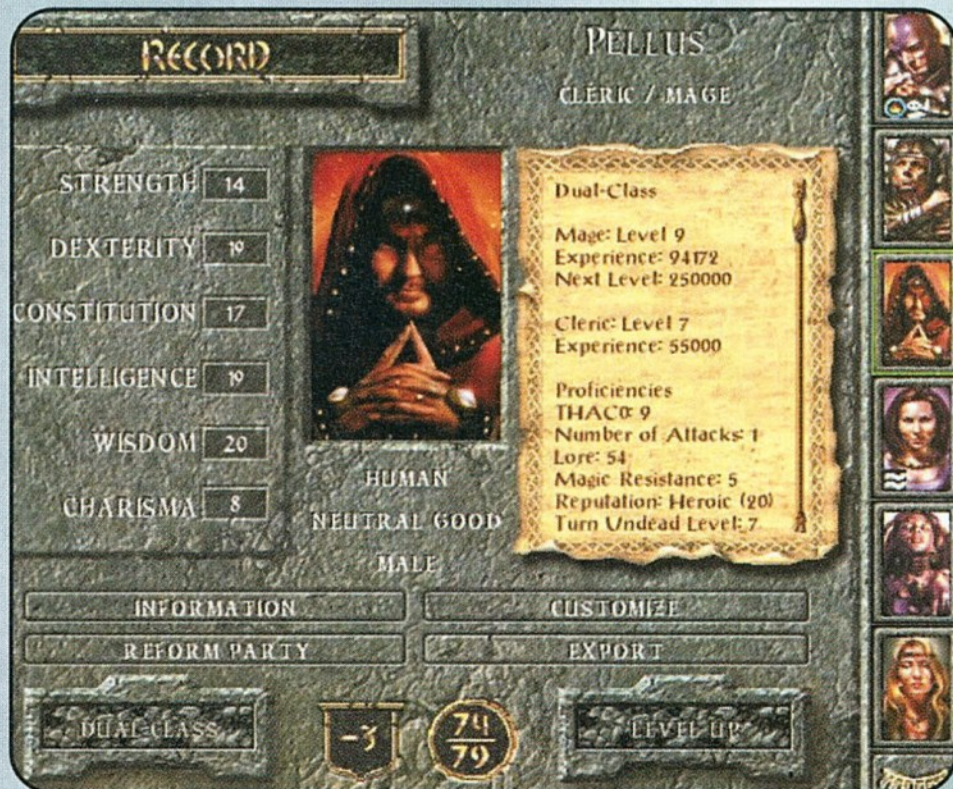 RECORD
PELLUS
CLERIC / MAGE
STRENGTH 14
DEXTERITY 19
CONSTITUTION 17
INTELLIGENCE 19
WISDOM 20
CHARISMA 8
HUMAN
NEUTRAL GOOD
MALE
Dual-Class
Mage: Level 9
Experience: 94172
Next Level: 250000
Cleric: Level 7
Experience: 55000
Proficiencies
THAC0: 9
Number of Attacks: 1
Lore: 54
Magic Resistance: 5
Reputation: Heroic (20)
Turn Undead Level: 7
INFORMATION
CUSTOMIZE
REFORM PARTY
EXPORT
DUAL-CLASS
-3
74
79
LEVEL UP